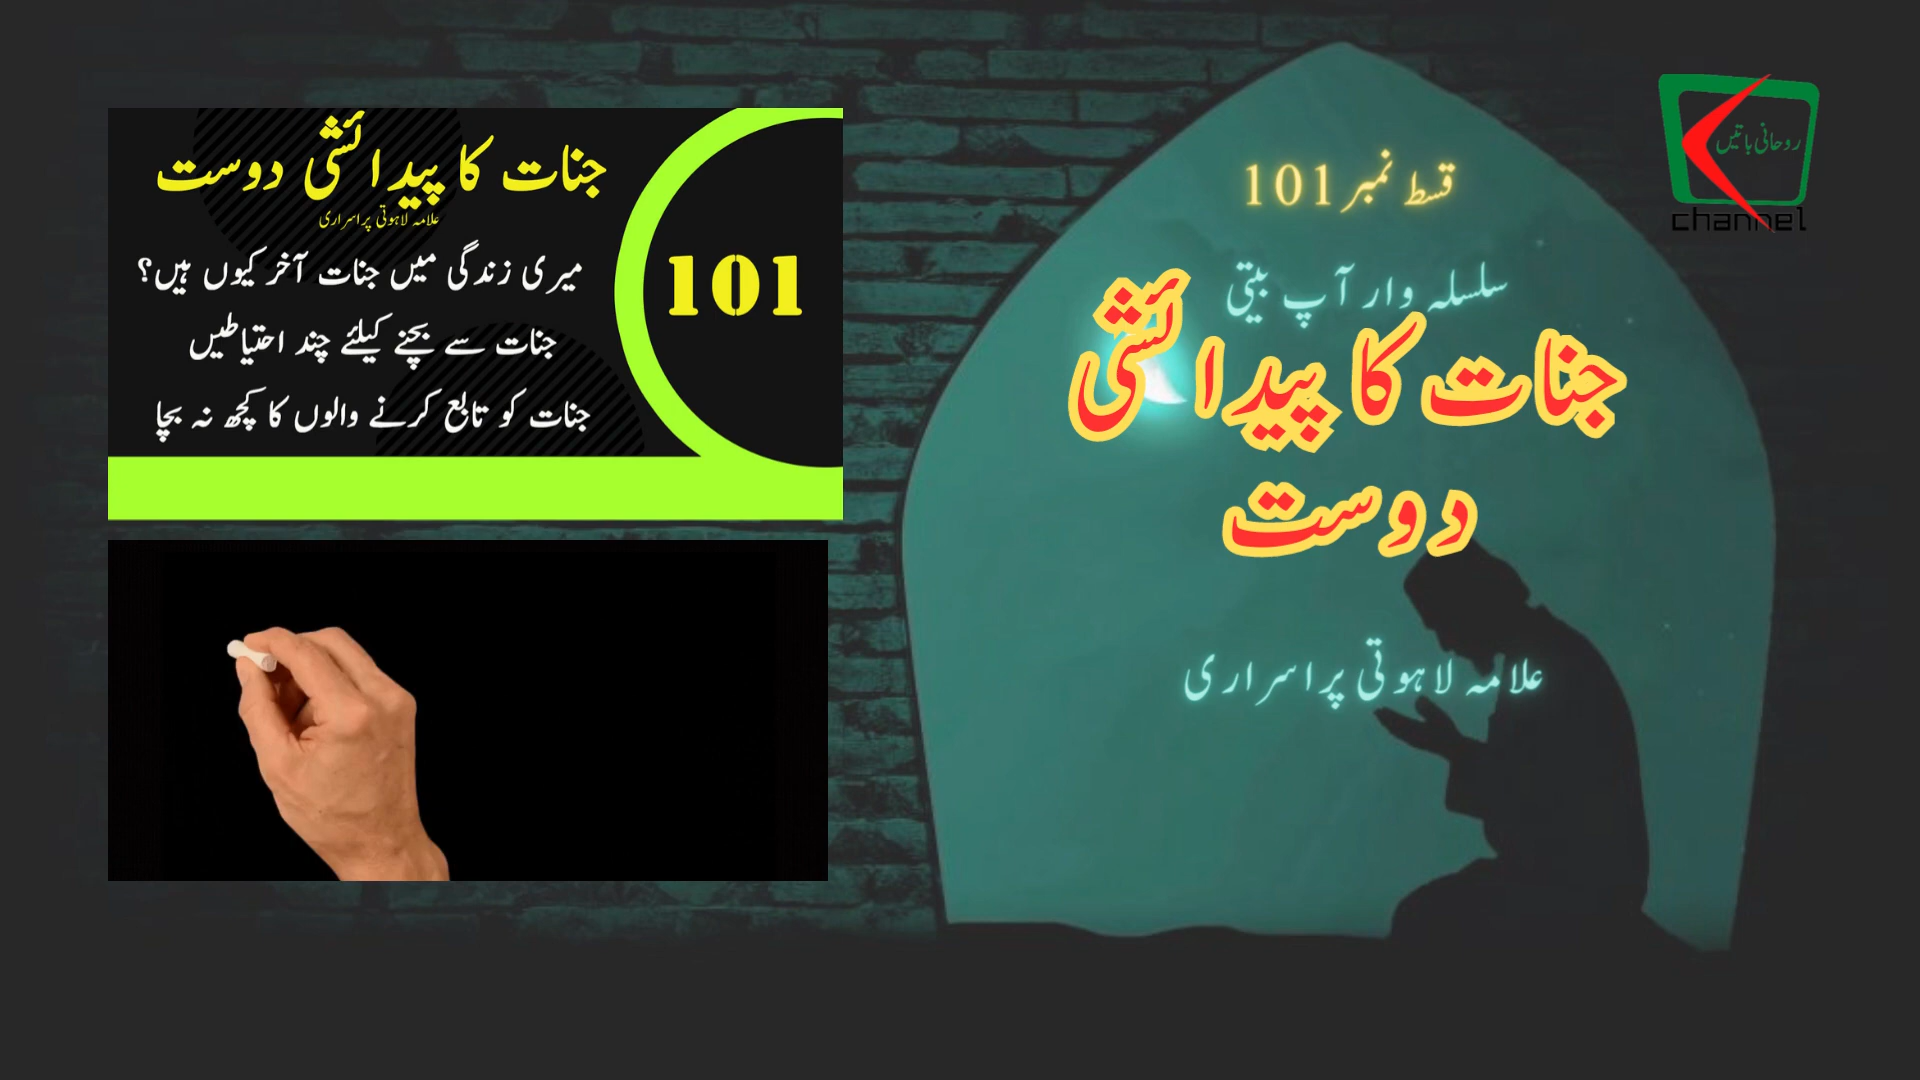 جنات کا پیدائشی دوست
علامہ لاہوتی پراسراری
میری زندگی میں جنات آخر کیوں ہیں؟
جنات سے بچنے کیلئے چند احتیاطیں
جنات کو تابع کرنے والوں کا کچھ نہ بچا
101
قسط نمبر 101
سلسلہ وار آپ بیتی
جنات کا پیدائشی
دوست
علامہ لاہوتی پراسراری
روحانی باتیں
channel